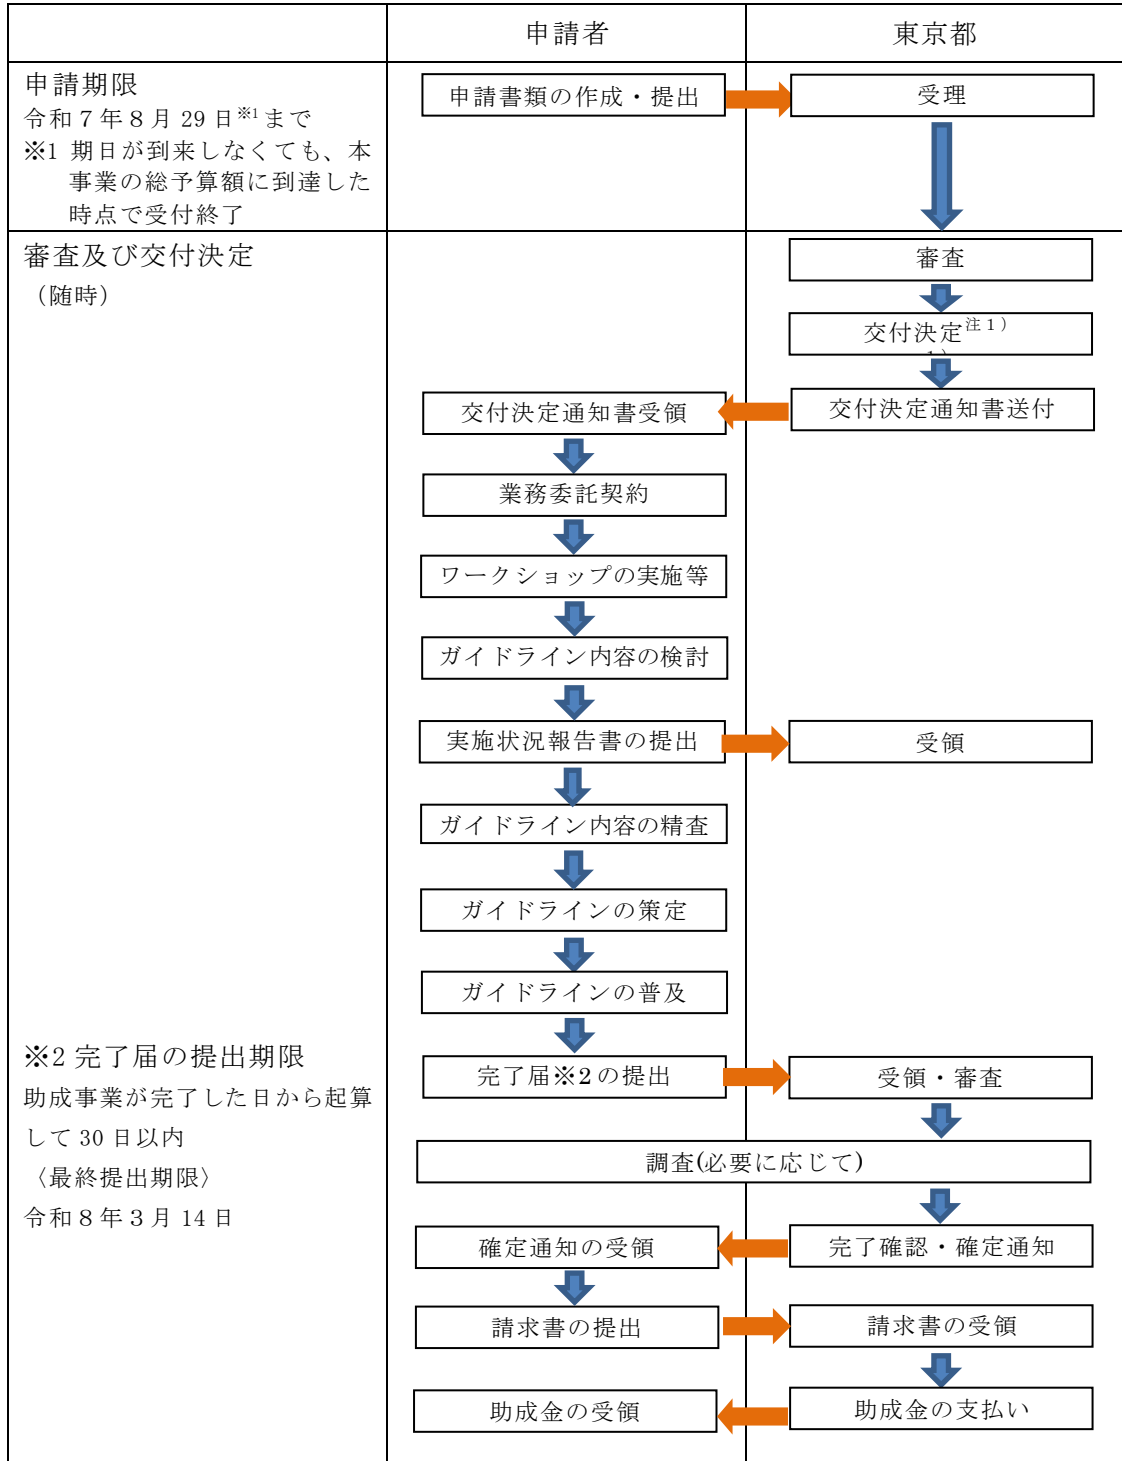 申請者
東京都
申請期限
令和７年８月 29 日※1まで
※1 期日が到来しなくても、本
事業の総予算額に到達した
時点で受付終了
申請書類の作成・提出
受理
審査及び交付決定
（随時）
審査
交付決定注１）
交付決定通知書受領
交付決定通知書送付
業務委託契約
ワークショップの実施等
ガイドライン内容の検討
実施状況報告書の提出
受領
ガイドライン内容の精査
ガイドラインの策定
ガイドラインの普及
※2 完了届の提出期限
助成事業が完了した日から起算
して 30 日以内
〈最終提出期限〉
令和８年３月 14 日
完了届※2の提出
受領・審査
調査(必要に応じて)
確定通知の受領
完了確認・確定通知
請求書の提出
請求書の受領
助成金の受領
助成金の支払い